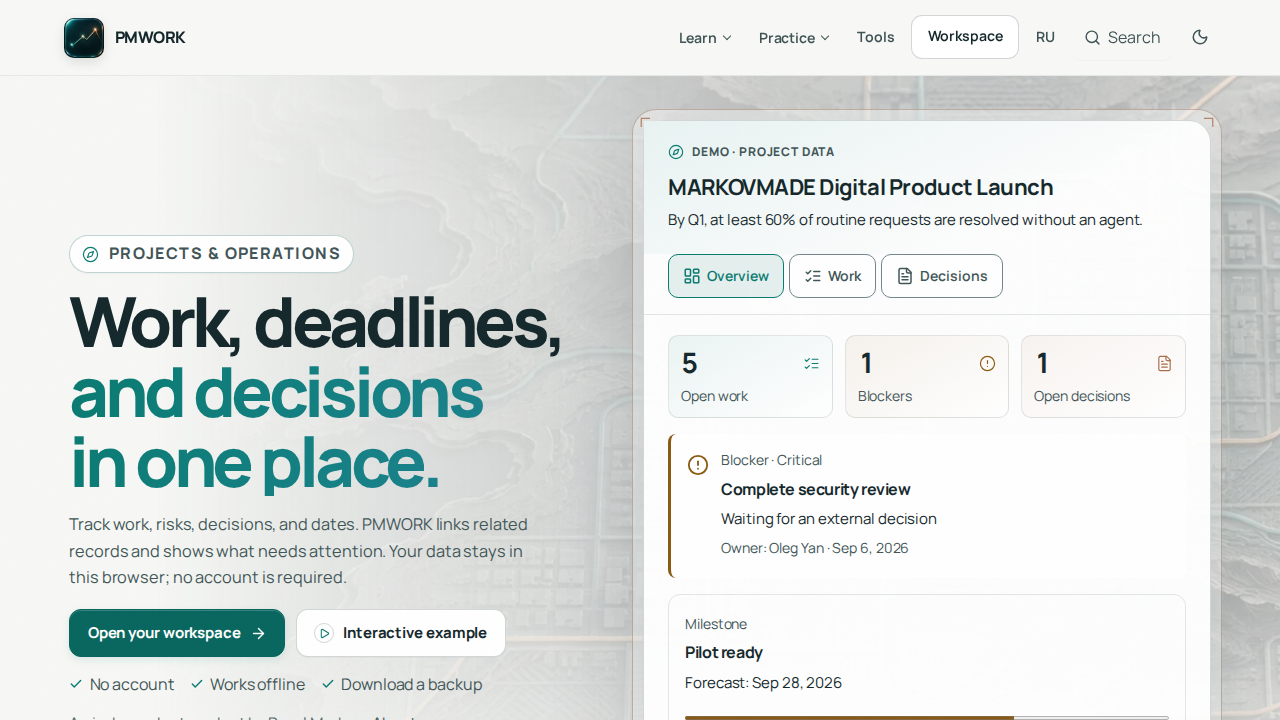 PMWORK
Learn
Practice
Tools
Workspace
RU
Search
PROJECTS & OPERATIONS
Work, deadlines,
and decisions
in one place.
Track work, risks, decisions, and dates. PMWORK links related
records and shows what needs attention. Your data stays in
this browser; no account is required.
Open your workspace
Interactive example
No account
Works offline
Download a backup
DEMO · PROJECT DATA
MARKOVMADE Digital Product Launch
By Q1, at least 60% of routine requests are resolved without an agent.
Overview
Work
Decisions
5
Open work
1
Blockers
1
Open decisions
Blocker · Critical
Complete security review
Waiting for an external decision
Owner: Oleg Yan · Sep 6, 2026
Milestone
Pilot ready
Forecast: Sep 28, 2026